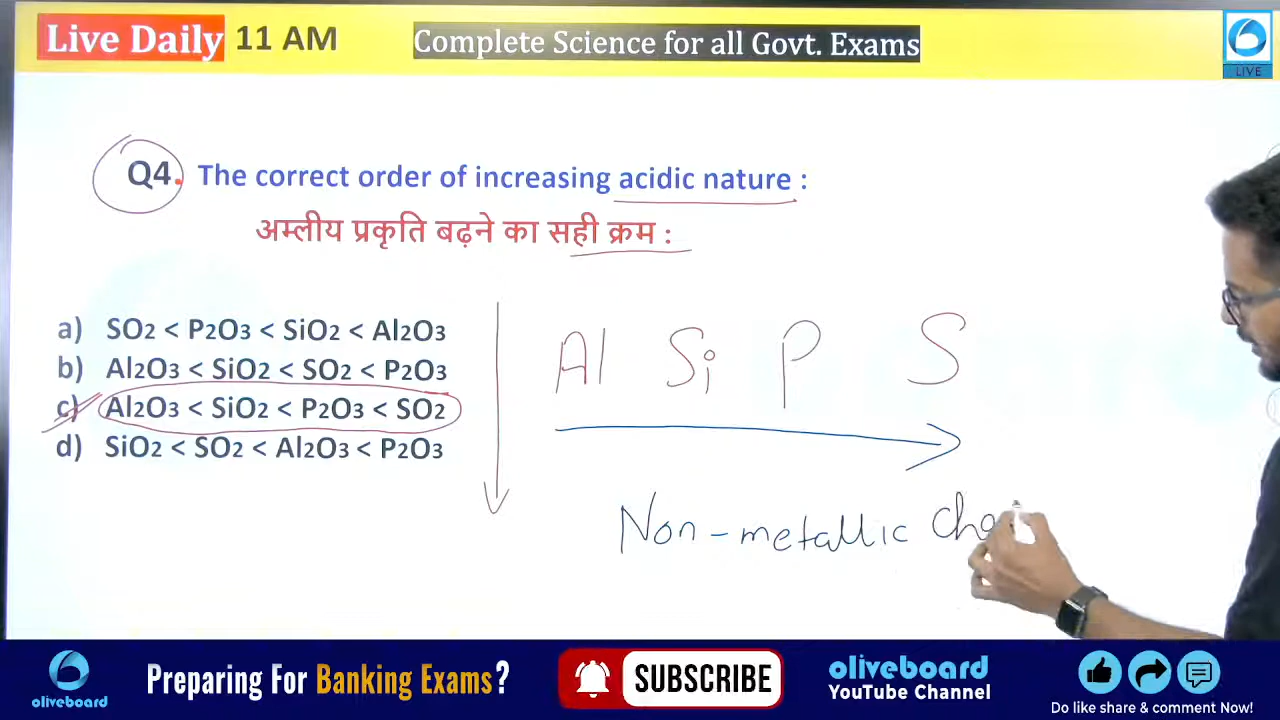 Live Daily 11 AM
Complete Science for all Govt. Exams
LIVE
Q4. The correct order of increasing acidic nature :
अम्लीय प्रकृति बढ़ने का सही क्रम :
a) SO2 < P2O3 < SiO2 < Al2O3
b) Al2O3 < SiO2 < SO2 < P2O3
c) Al2O3 < SiO2 < P2O3 < SO2
d) SiO2 < SO2 < Al2O3 < P2O3
Al Si P S
Non-metallic cha
oliveboard
Preparing For Banking Exams?
SUBSCRIBE
oliveboard
YouTube Channel
Do like share & comment Now!